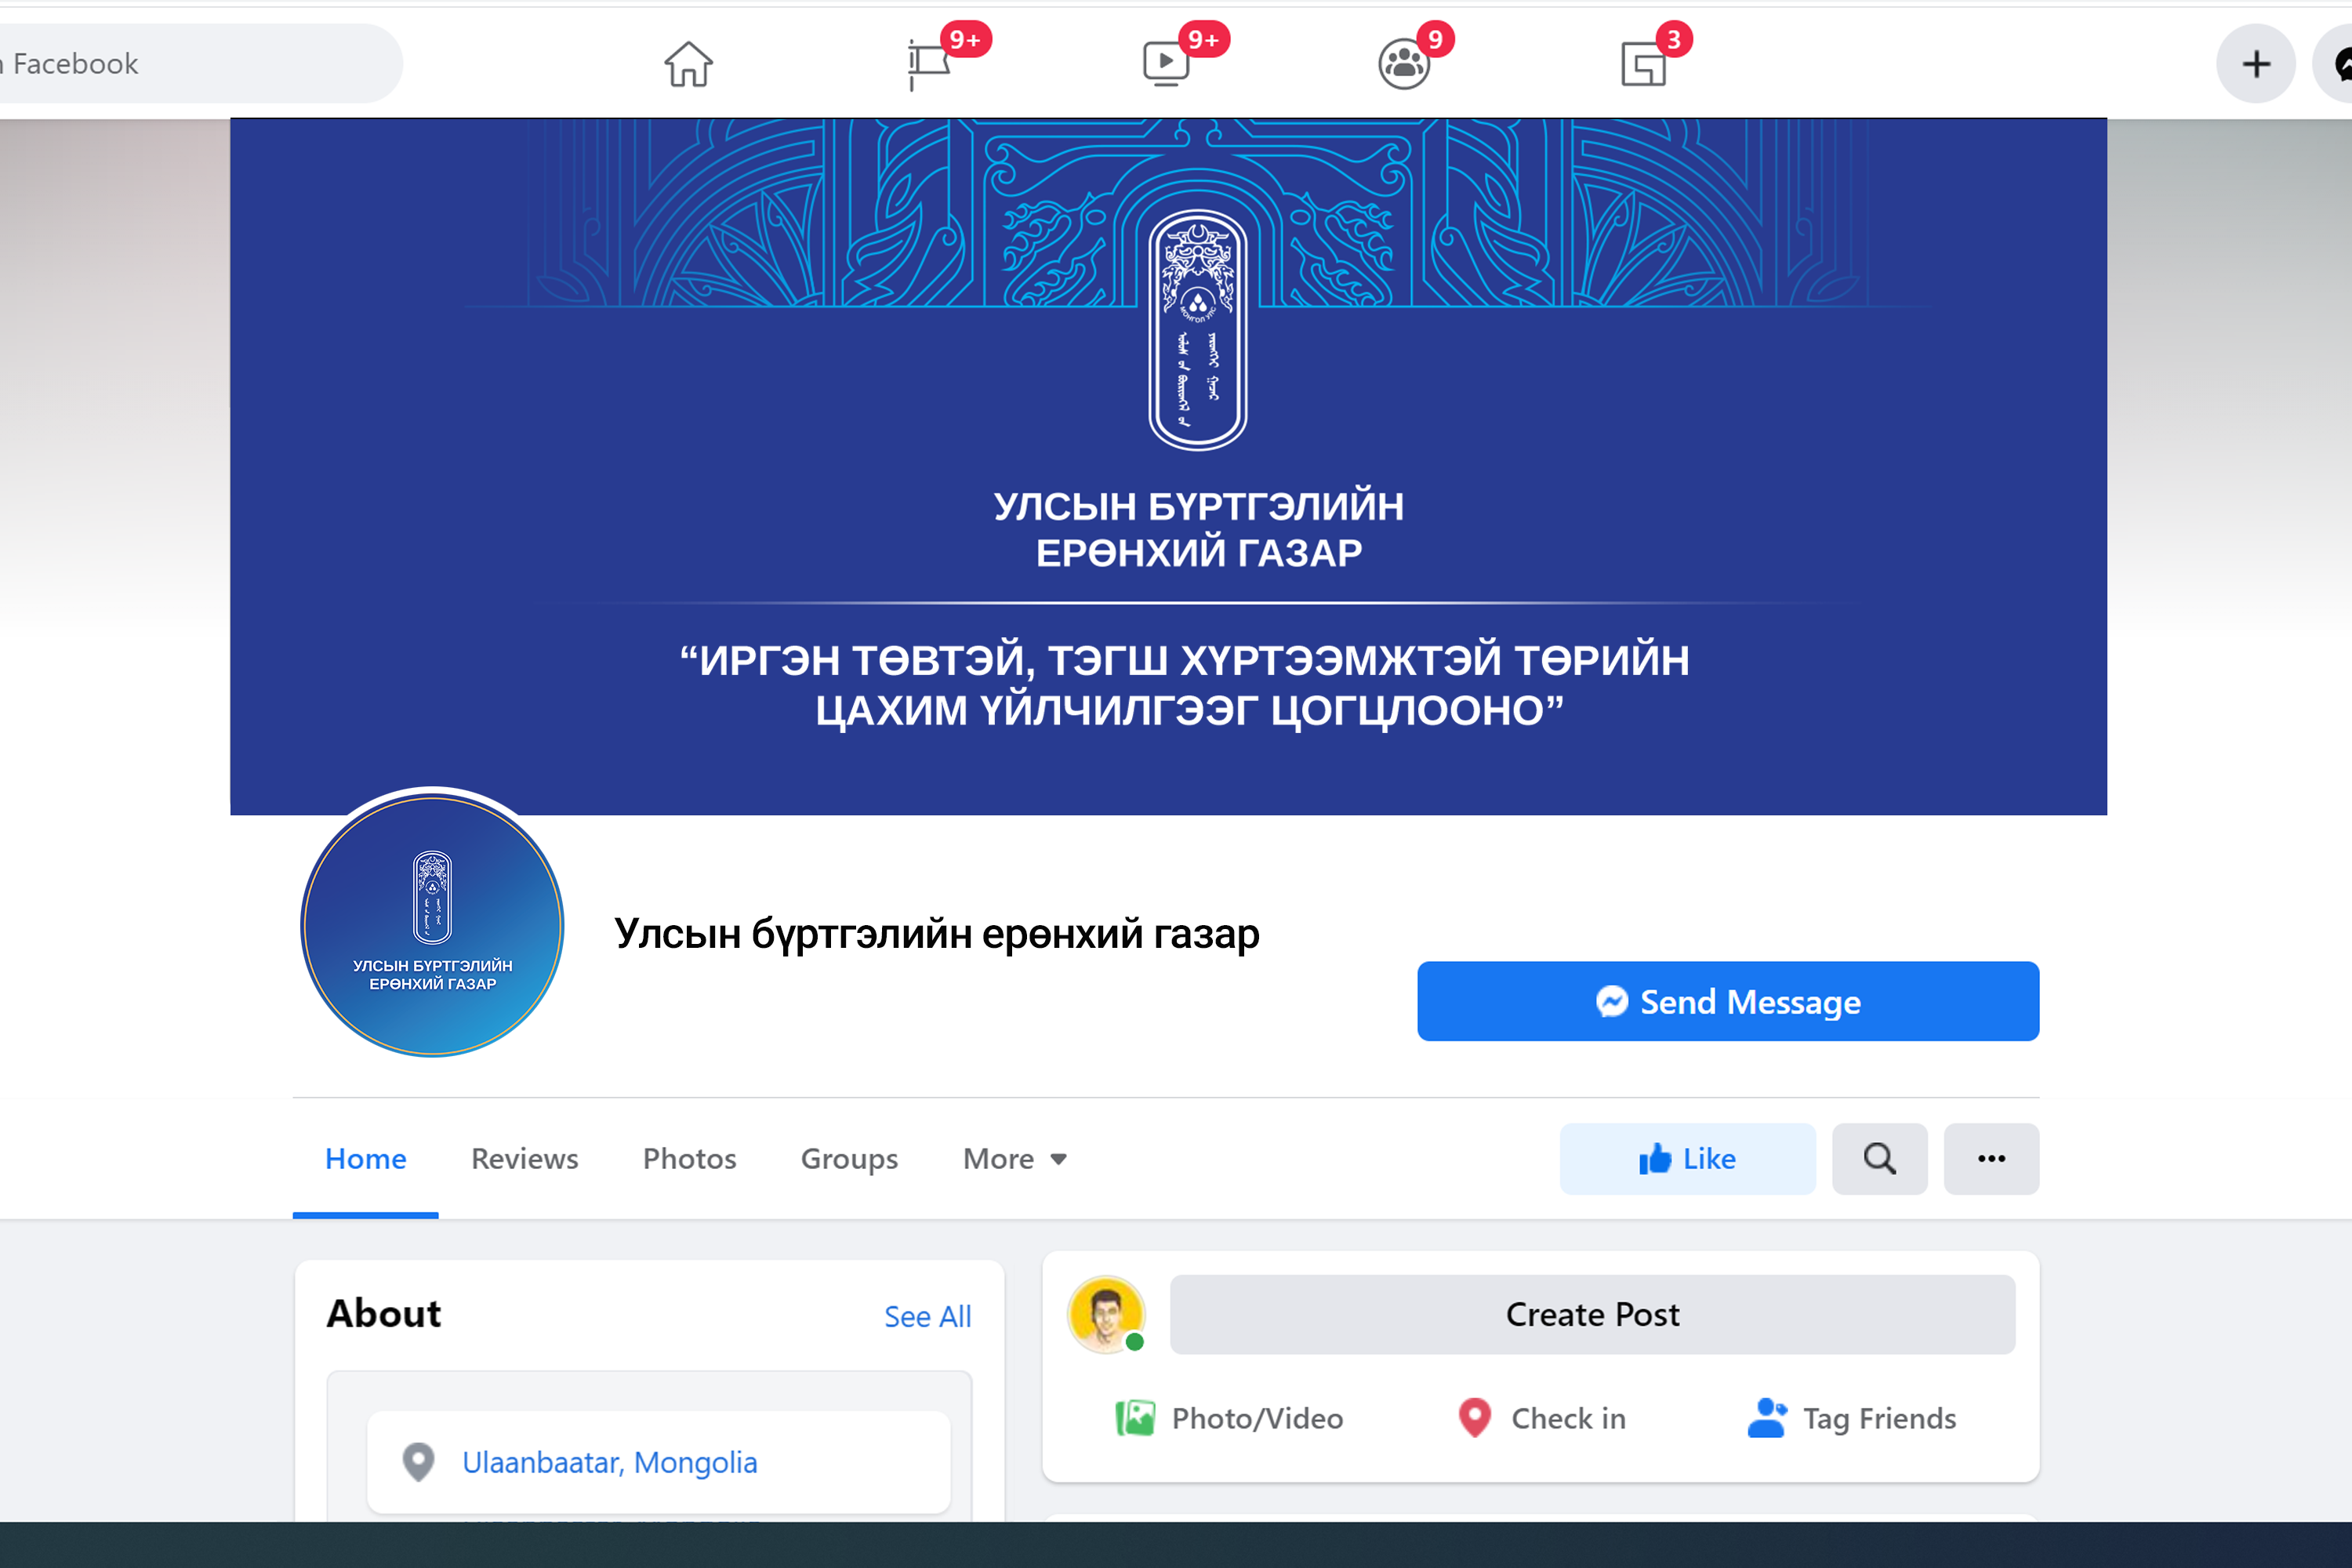 Facebook
9+
9+
9
3
МОНГОЛ УЛС
УЛСЫН БҮРТГЭЛИЙН
ЕРӨНХИЙ ГАЗАР
“ИРГЭН ТӨВТЭЙ, ТЭГШ ХҮРТЭЭМЖТЭЙ ТӨРИЙН
ЦАХИМ ҮЙЛЧИЛГЭЭГ ЦОГЦЛООНО”
УЛСЫН БҮРТГЭЛИЙН
ЕРӨНХИЙ ГАЗАР
Улсын бүртгэлийн ерөнхий газар
Send Message
Home Reviews Photos Groups More
Like
About
See All
Ulaanbaatar, Mongolia
Create Post
Photo/Video Check in Tag Friends